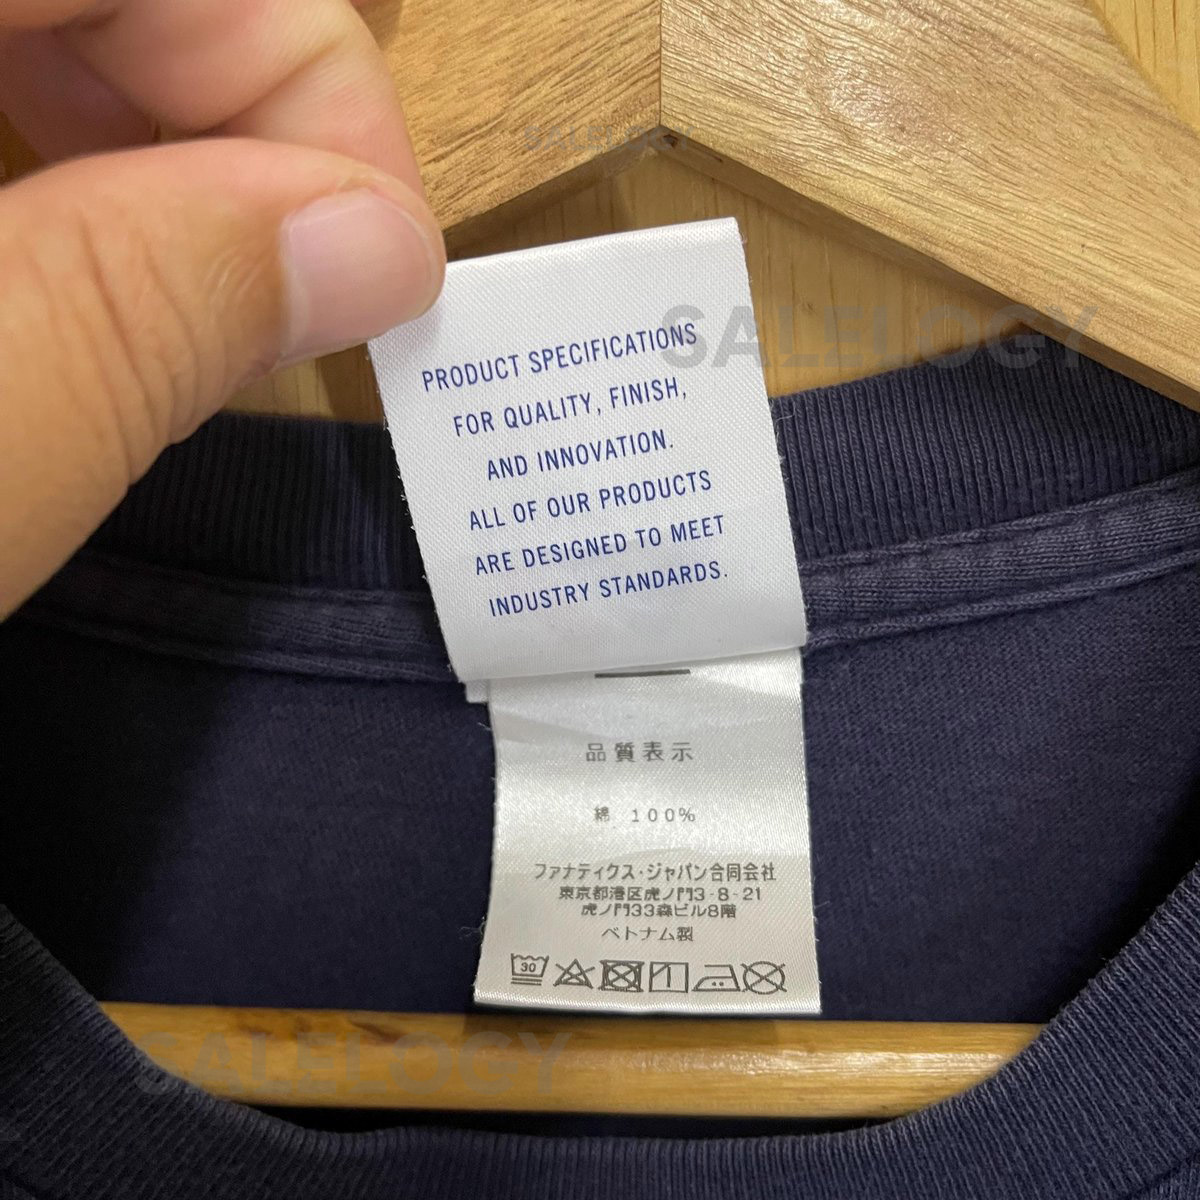 SALELOGY
SALELOGY
PRODUCT SPECIFICATIONS
FOR QUALITY, FINISH,
AND INNOVATION.
ALL OF OUR PRODUCTS
ARE DESIGNED TO MEET
INDUSTRY STANDARDS.
品質表示
綿 100%
ファナティクス・ジャパン合同会社
東京都港区虎ノ門3-8-21
虎ノ門33森ビル8階
ベトナム製
30
SALELOGY